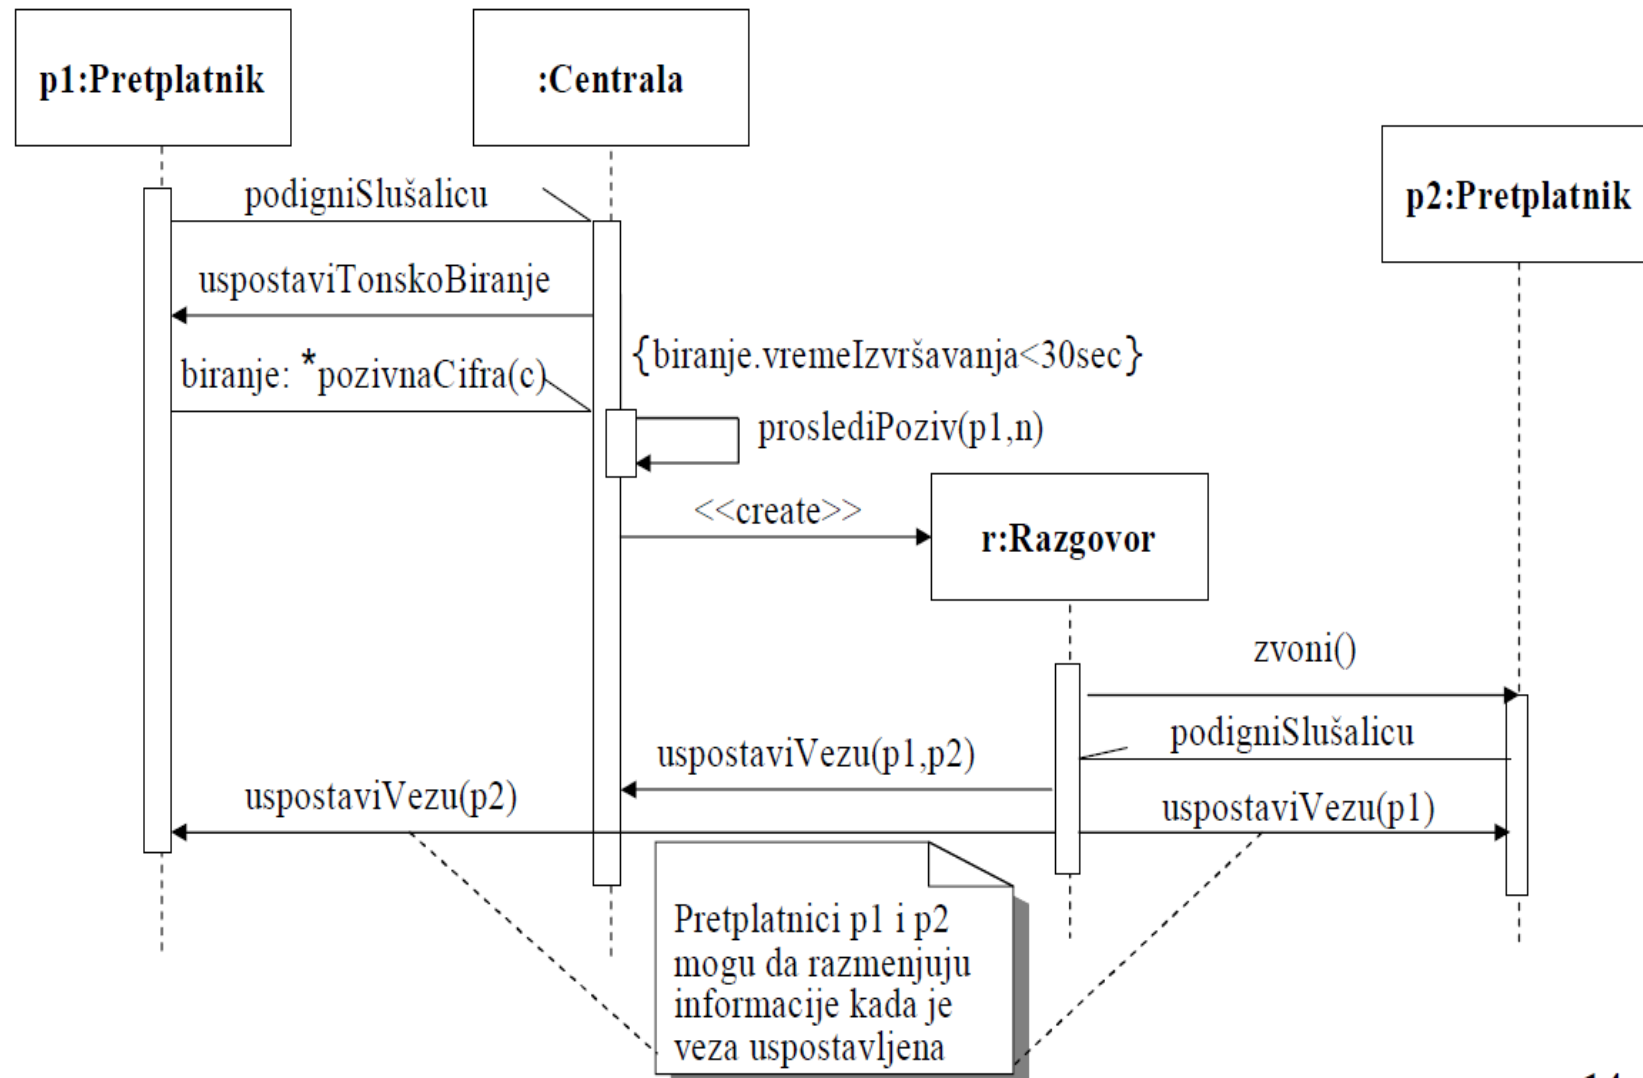 p1:Pretplatnik
:Centrala
p2:Pretplatnik
podigniSlušalicu
uspostaviTonskoBiranje
{biranje.vremeIzvršavanja<30sec}
biranje: *pozivnaCifra(c)
proslediPoziv(p1,n)
<<create>>
r:Razgovor
zvoni()
podigniSlušalicu
uspostaviVezu(p1,p2)
uspostaviVezu(p2)
uspostaviVezu(p1)
Pretplatnici p1 i p2
mogu da razmenjuju
informacije kada je
veza uspostavljena